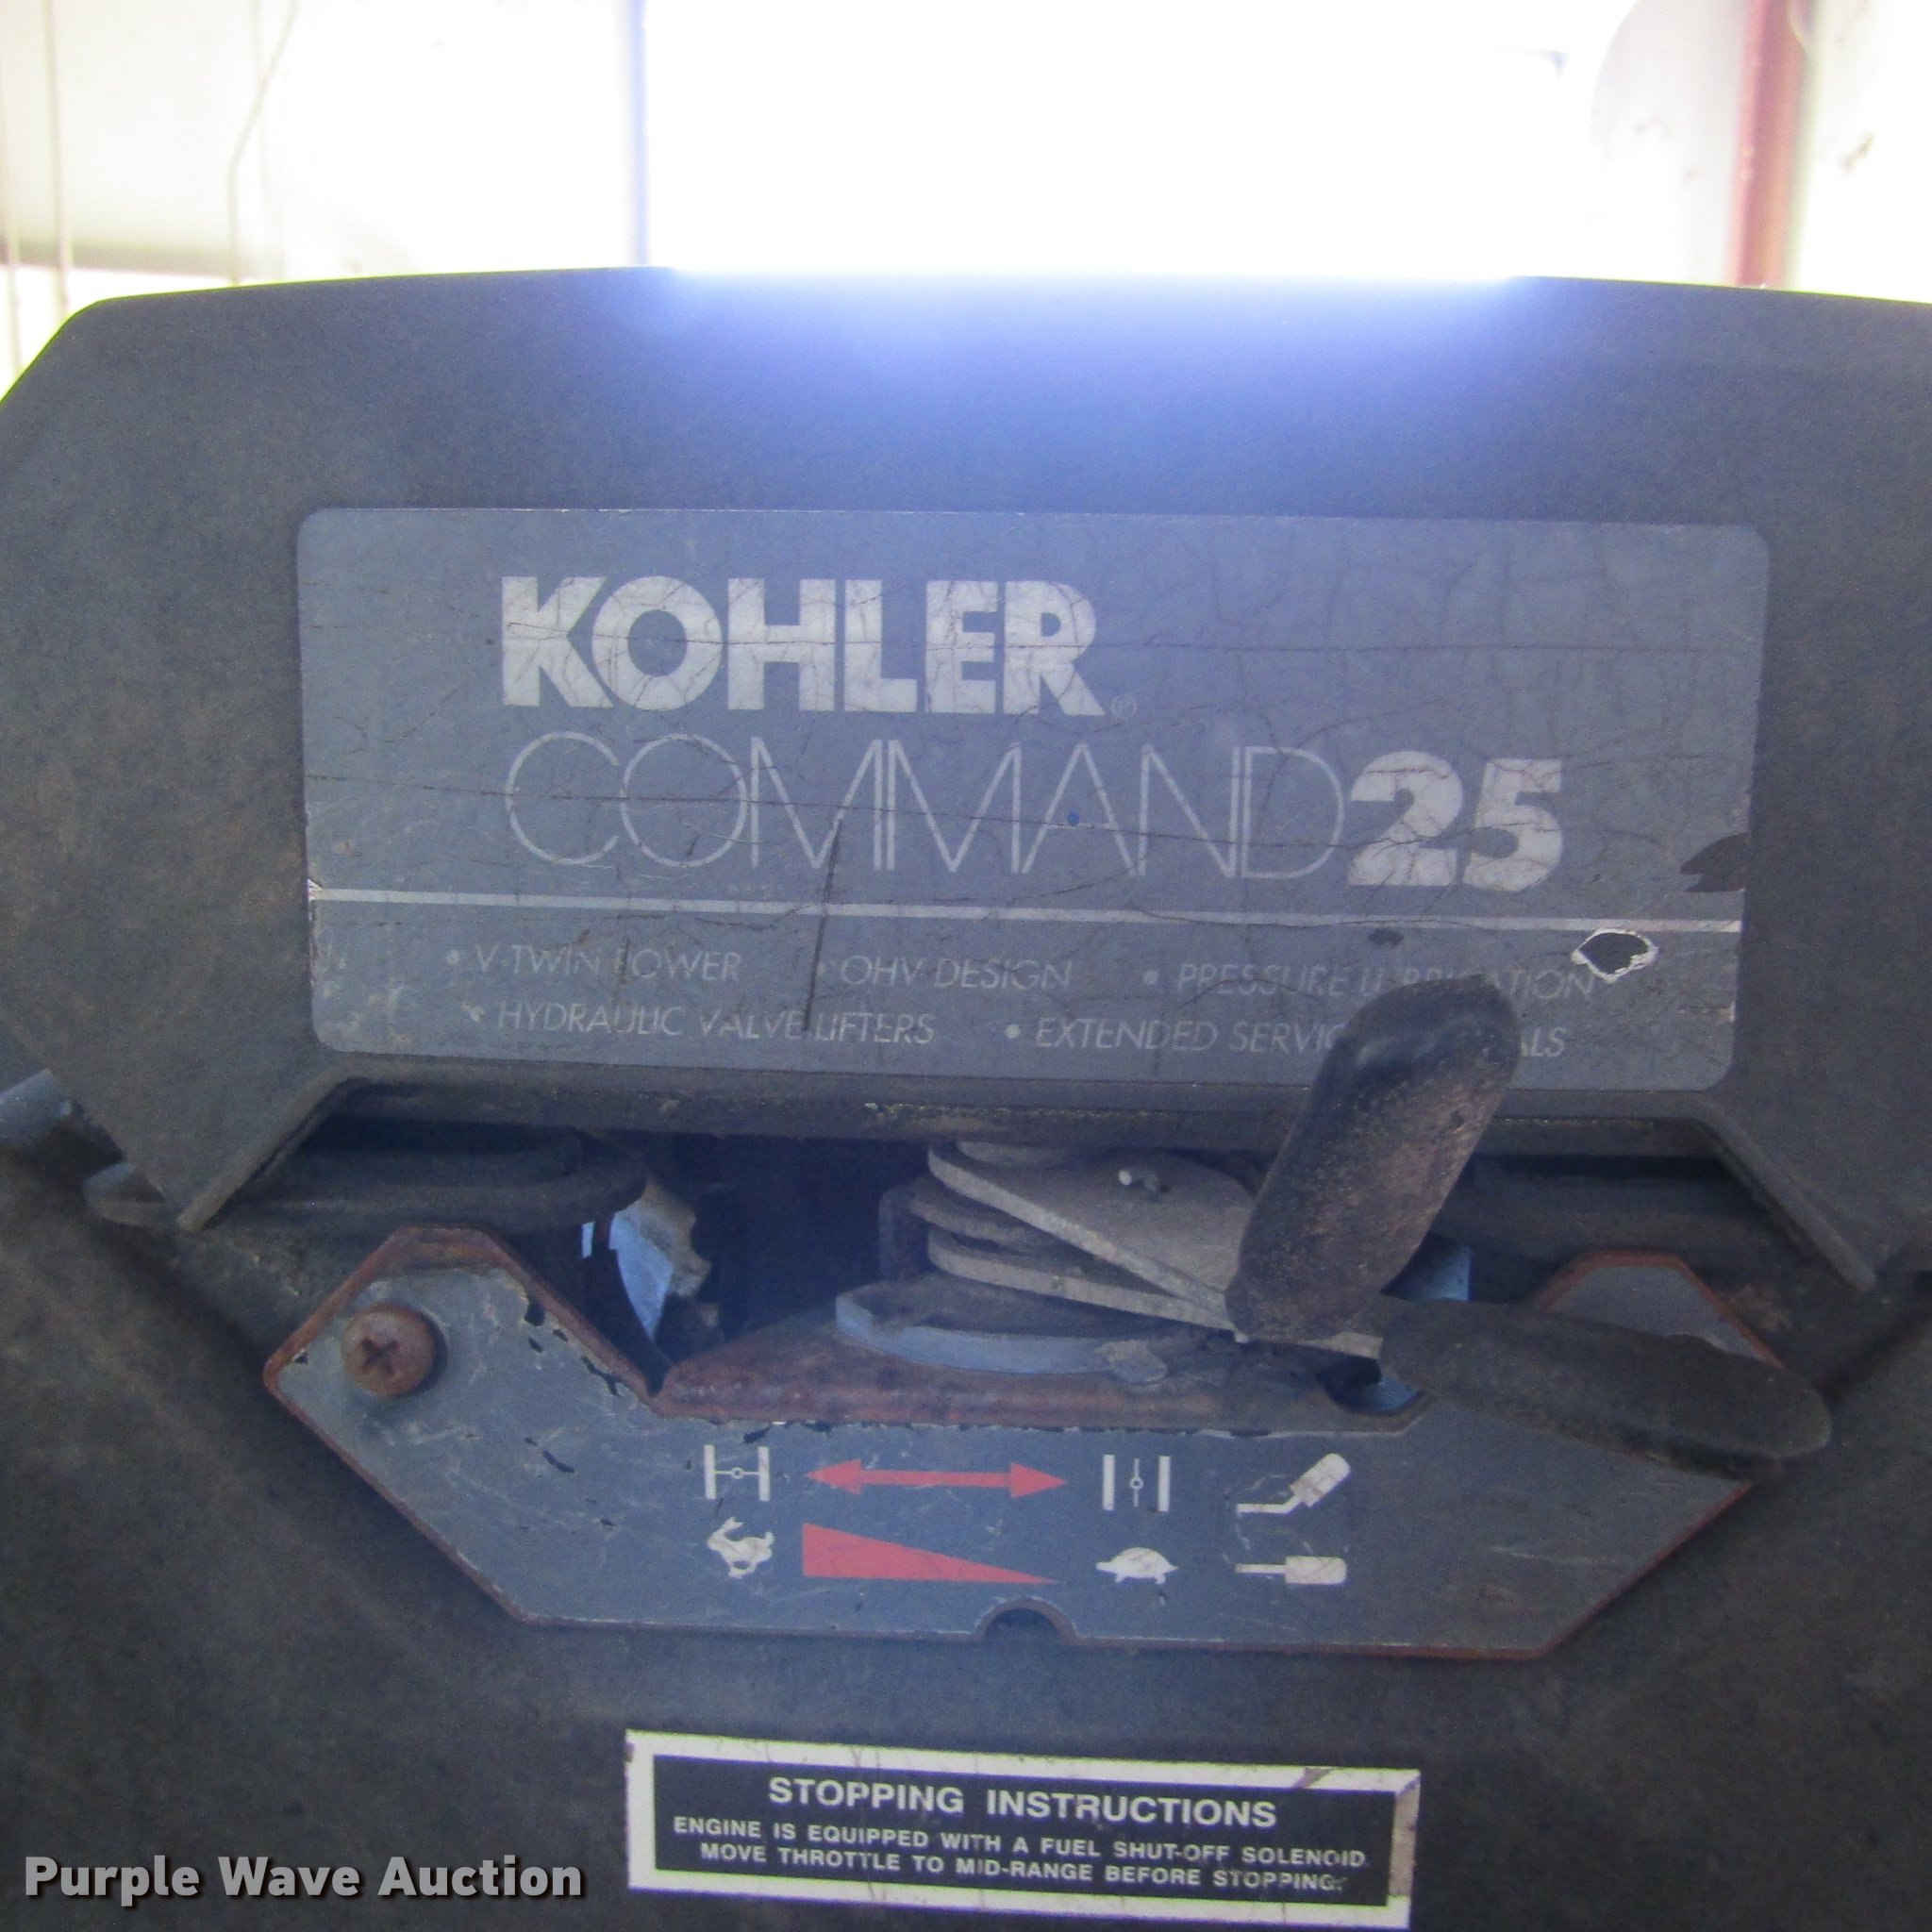 KOHLER®
COMMAND25
• V-TWIN POWER • OHV DESIGN • PRESSURE LUBRICATION
• HYDRAULIC VALVE LIFTERS • EXTENDED
STOPPING INSTRUCTIONS
ENGINE IS EQUIPPED WITH A FUEL SHUT-OFF SOLENOID.
MOVE THROTTLE TO MID-RANGE BEFORE STOPPING.
Purple Wave Auction